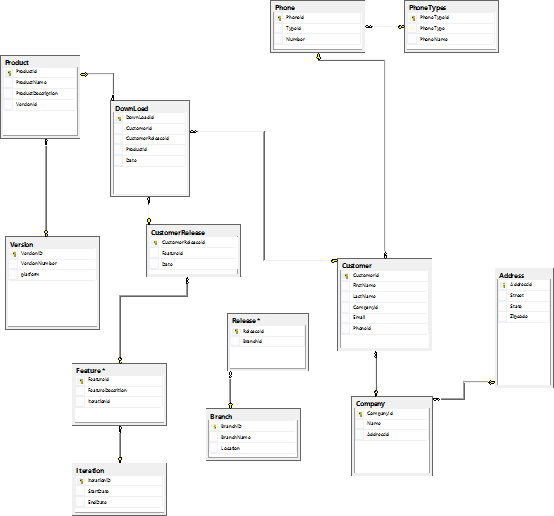 Phone
PhoneId
TypeId
Number
PhoneTypes
PhoneTypeId
PhoneType
PhoneName
Product
ProductId
ProductName
ProductDescription
VersionId
DownLoad
DownLoadId
CustomerId
CustomerReleaseId
ProductId
Date
CustomerRelease
CustomerReleaseId
FeatureId
Date
Version
VersionID
VersionNumber
platform
Customer
CustomerId
FirstName
LastName
CompanyId
Email
PhoneId
Address
AddressId
Street
State
Zipcode
Release *
ReleaseId
BranchId
Feature *
FeatureId
IterationId
Branch
BranchID
BranchName
Location
Company
CompanyId
Name
AddressId
Iteration
IterationID
StartDate
EndDate